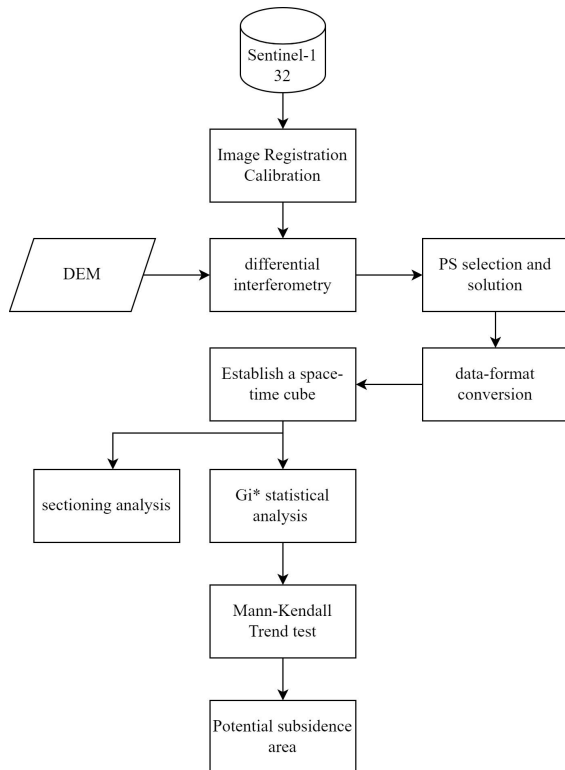 Sentinel-1
32
Image Registration
Calibration
DEM
differential
interferometry
PS selection and
solution
Establish a space-
time cube
data-format
conversion
sectioning analysis
Gi* statistical
analysis
Mann-Kendall
Trend test
Potential subsidence
area